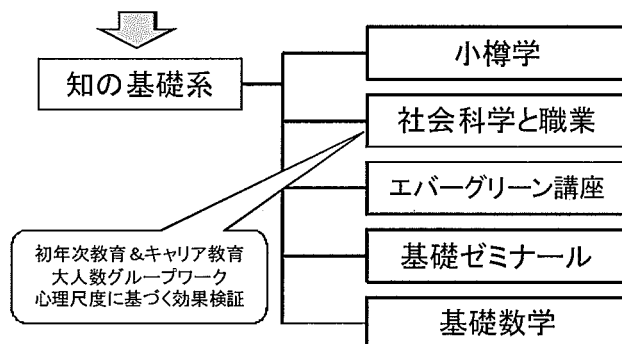 知の基礎系
小樽学
社会科学と職業
エバーグリーン講座
基礎ゼミナール
基礎数学
初年次教育&キャリア教育
大人数グループワーク
心理尺度に基づく効果検証